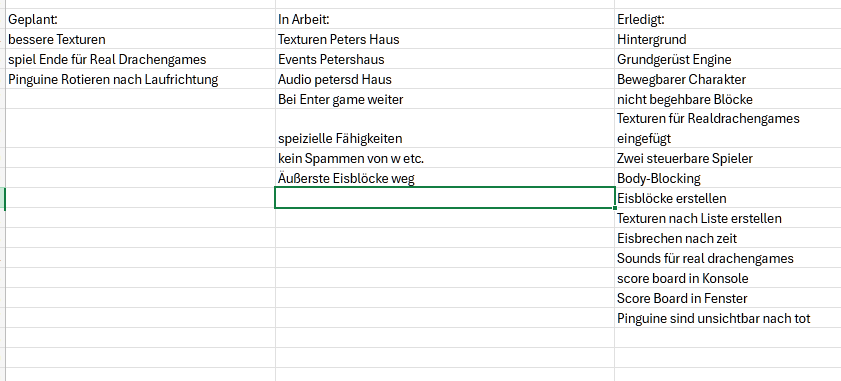 Geplant: In Arbeit: Erledigt:
bessere Texturen Texturen Peters Haus Hintergrund
spiel Ende für Real Drachengames Events Petershaus Grundgerüst Engine
Pinguine Rotieren nach Laufrichtung Audio petersd Haus Bewegbarer Charakter
Bei Enter game weiter nicht begehbare Blöcke
Texturen für Realdrachengames
speizielle Fähigkeiten eingefügt
kein Spammen von w etc. Zwei steuerbare Spieler
Äußerste Eisblöcke weg Body-Blocking
Eisblöcke erstellen
Texturen nach Liste erstellen
Eisbrechen nach zeit
Sounds für real drachengames
score board in Konsole
Score Board in Fenster
Pinguine sind unsichtbar nach tot